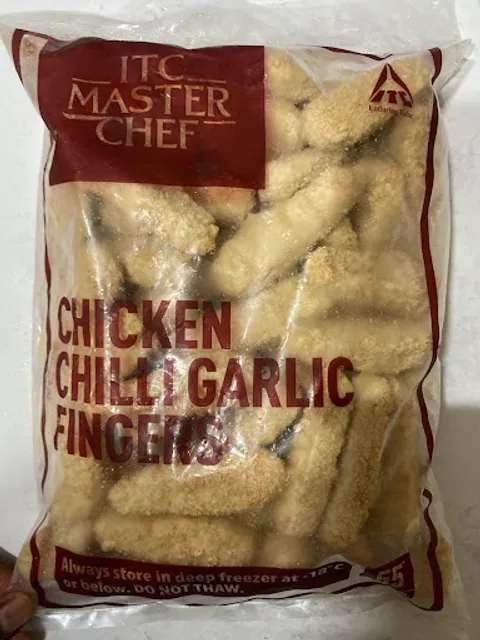 ITC
MASTER
CHEF
ITC
CHICKEN
CHILLI GARLIC
FINGERS
Always store in deep freezer at -18°C
or below. DO NOT THAW.